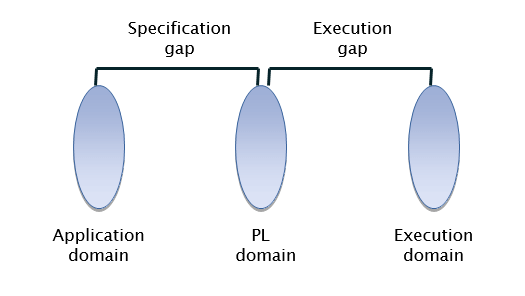 Specification
gap
Execution
gap
Application
domain
PL
domain
Execution
domain